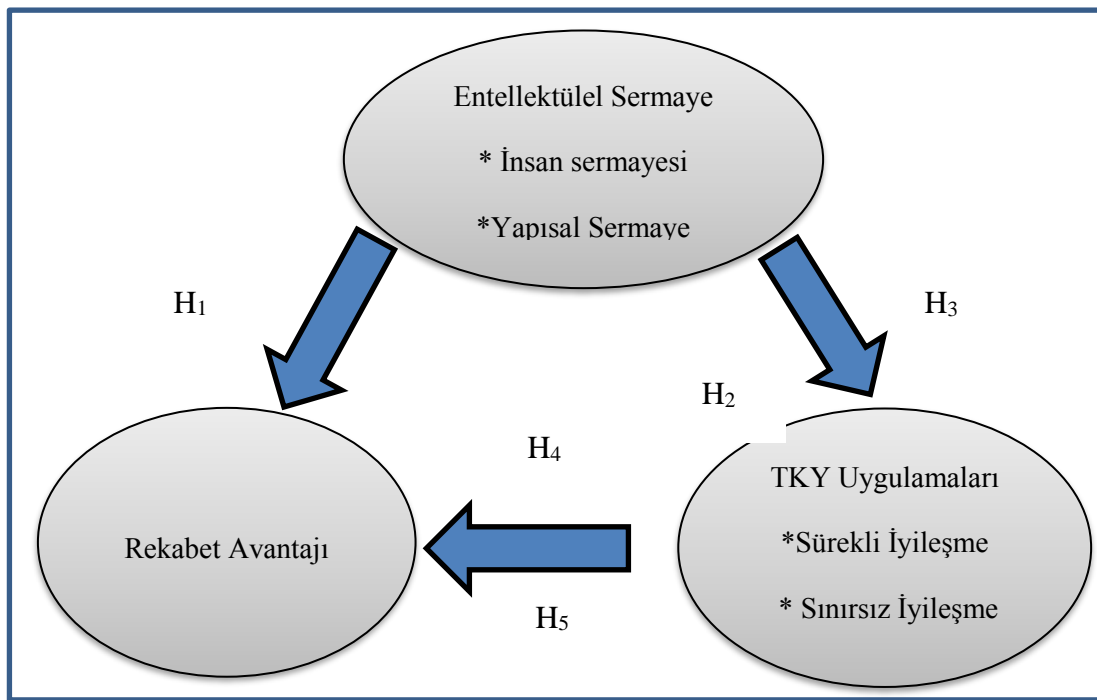 Entellektülel Sermaye
* İnsan sermayesi
*Yapısal Sermaye
H₁
H₃
H₂
H₄
TKY Uygulamaları
*Sürekli İyileşme
* Sınırsız İyileşme
Rekabet Avantajı
H₅